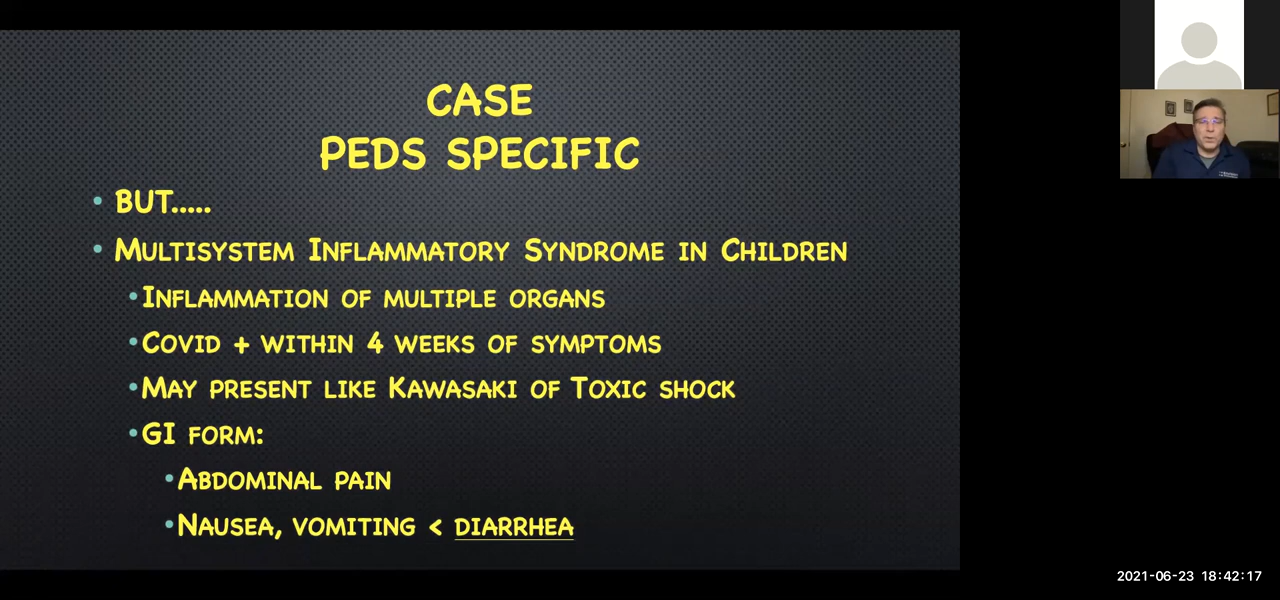 CASE
PEDS SPECIFIC
• BUT.....
• MULTISYSTEM INFLAMMATORY SYNDROME IN CHILDREN
• INFLAMMATION OF MULTIPLE ORGANS
• COVID + WITHIN 4 WEEKS OF SYMPTOMS
• MAY PRESENT LIKE KAWASAKI OF TOXIC SHOCK
• GI FORM:
• ABDOMINAL PAIN
• NAUSEA, VOMITING < DIARRHEA
2021-06-23 18:42:17